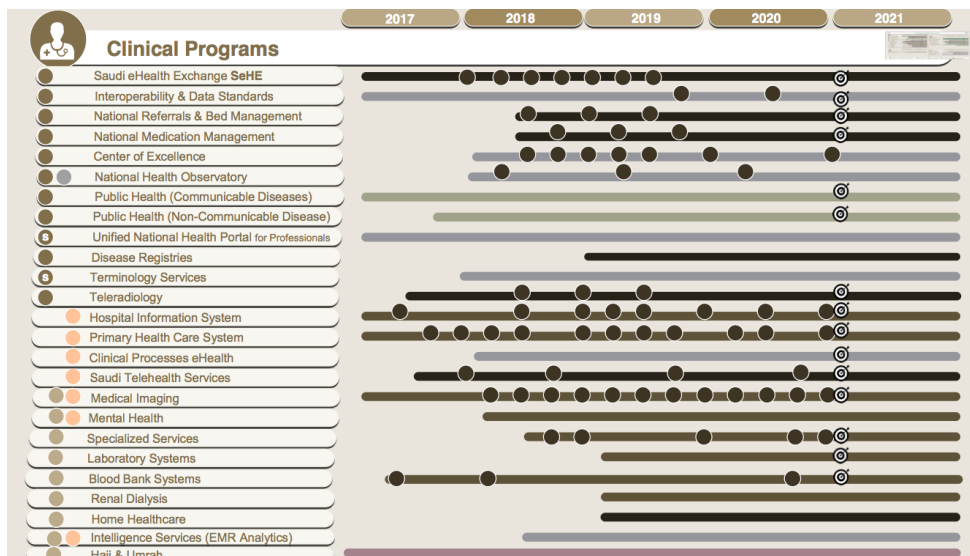 2017 2018 2019 2020 2021
Clinical Programs
Saudi eHealth Exchange SeHE
Interoperability & Data Standards
National Referrals & Bed Management
National Medication Management
Center of Excellence
National Health Observatory
Public Health (Communicable Diseases)
Public Health (Non-Communicable Disease)
S Unified National Health Portal for Professionals
Disease Registries
S Terminology Services
Teleradiology
Hospital Information System
Primary Health Care System
Clinical Processes eHealth
Saudi Telehealth Services
Medical Imaging
Mental Health
Specialized Services
Laboratory Systems
Blood Bank Systems
Renal Dialysis
Home Healthcare
Intelligence Services (EMR Analytics)
Hajj & Umrah